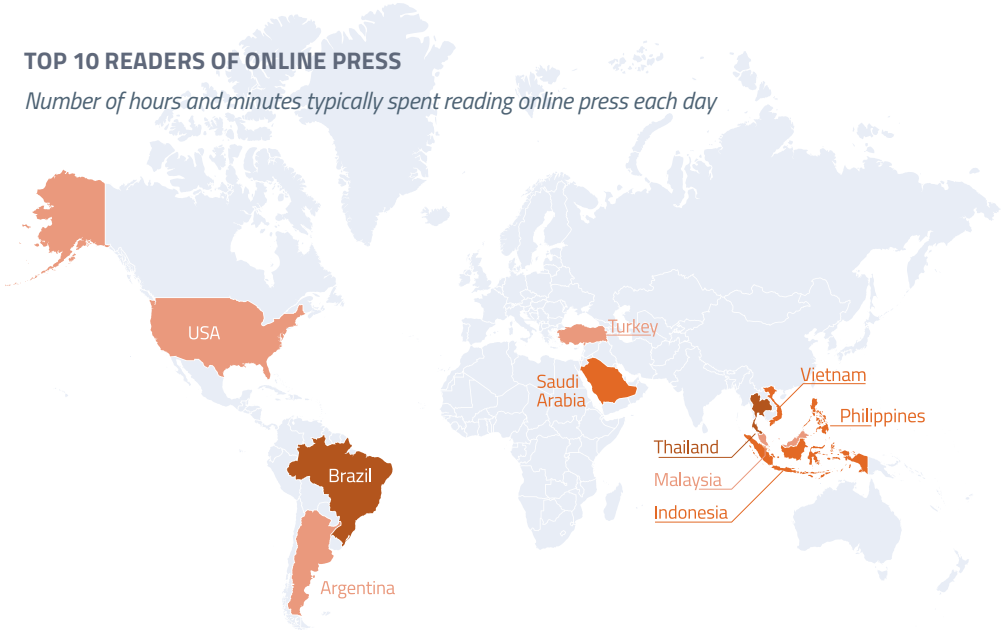 TOP 10 READERS OF ONLINE PRESS
Number of hours and minutes typically spent reading online press each day
USA
Turkey
Saudi
Arabia
Vietnam
Philippines
Thailand
Malaysia
Indonesia
Brazil
Argentina